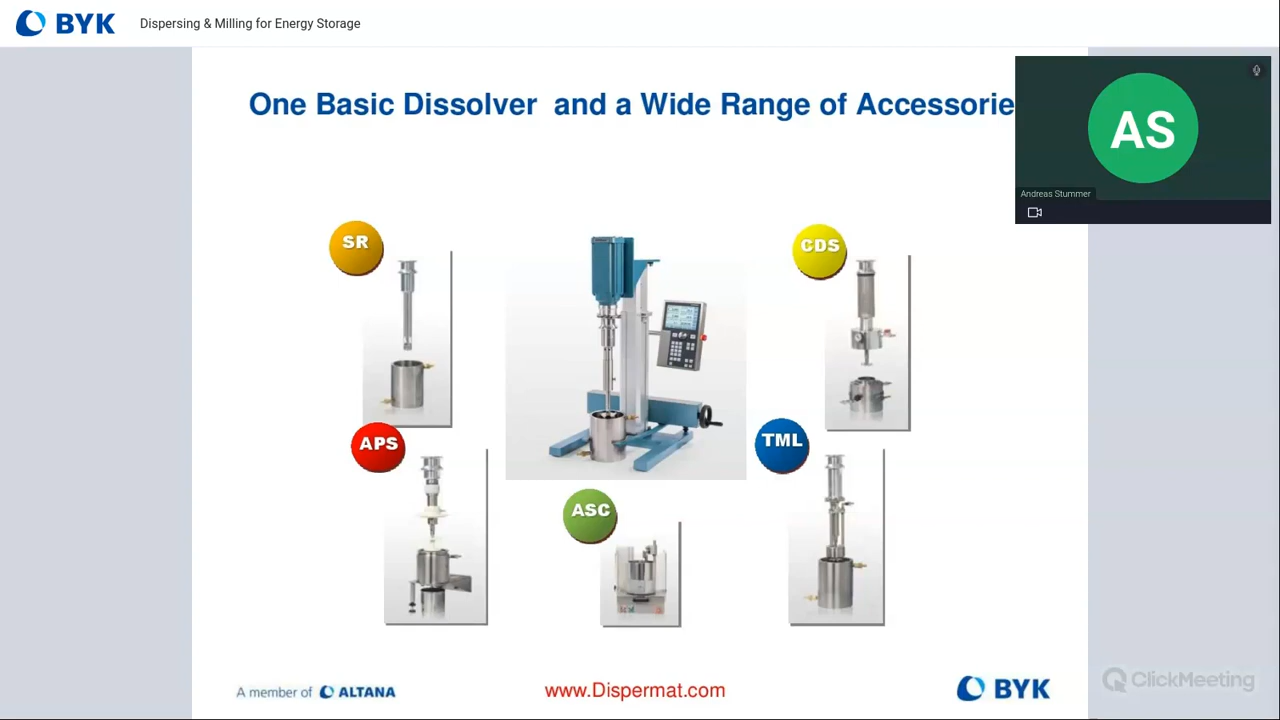 BYK
Dispersing & Milling for Energy Storage
One Basic Dissolver and a Wide Range of Accessorie
AS
Andreas Stummer
SR
CDS
APS
TML
ASC
A member of ALTANA
www.Dispermat.com
BYK
ClickMeeting